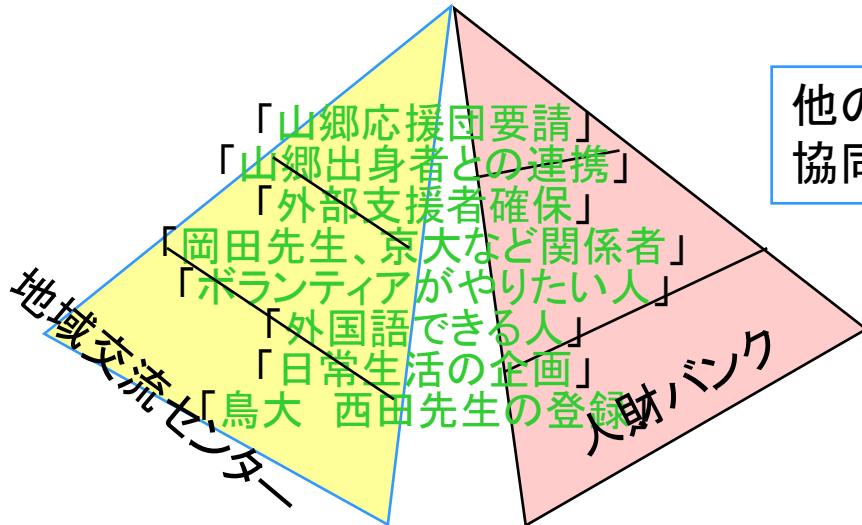 「山郷応援団要請」
「山郷出身者との連携」
「外部支援者確保」
「岡田先生、京大など関係者」
「ボランティアがやりたい人」
「外国語できる人」
「日常生活の企画」
「鳥大　西田先生の登録
地域交流センター
人財バンク
他の
協同